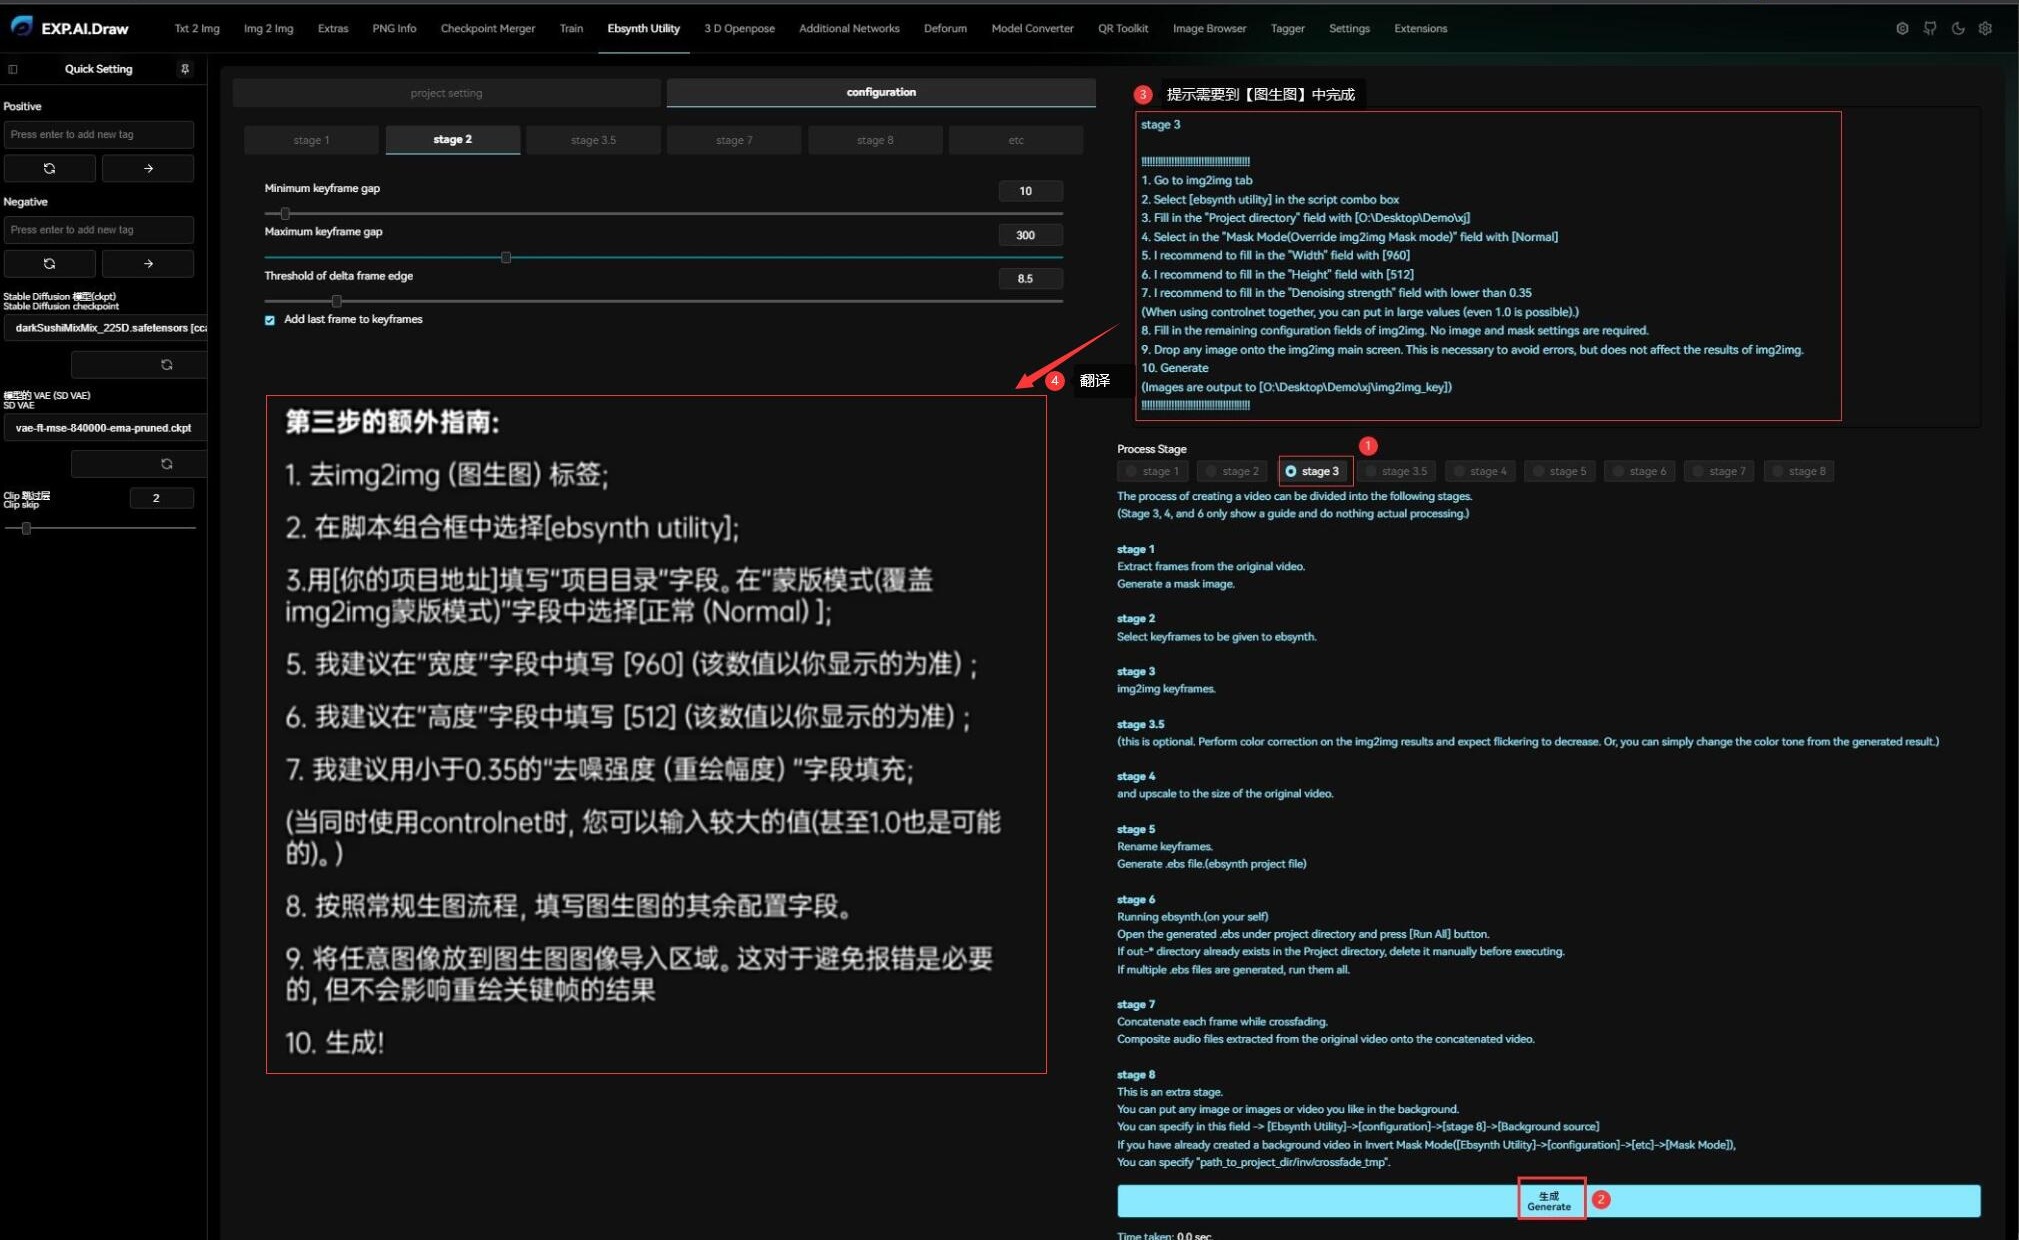 EXP.AI.Draw
Txt 2 Img
Img 2 Img
Extras
PNG Info
Checkpoint Merger
Train
Ebsynth Utility
3 D Openpose
Additional Networks
Deforum
Model Converter
QR Toolkit
Image Browser
Tagger
Settings
Extensions
Quick Setting
Positive
Press enter to add new tag
Negative
Press enter to add new tag
Stable Diffusion 模型(ckpt)
Stable Diffusion checkpoint
darkSushiMixMix_225D.safetensors [cca
模型的 VAE (SD VAE)
SD VAE
vae-ft-mse-840000-ema-pruned.ckpt
Clip 跳过层
Clip skip
2
project setting
configuration
stage 1
stage 2
stage 3.5
stage 7
stage 8
etc
Minimum keyframe gap
10
Maximum keyframe gap
300
Threshold of delta frame edge
8.5
Add last frame to keyframes
4 翻译
第三步的额外指南:
1. 去img2img (图生图) 标签;
2. 在脚本组合框中选择[ebsynth utility];
3.用[你的项目地址]填写“项目目录”字段。在“蒙版模式(覆盖
img2img蒙版模式)”字段中选择[正常 (Normal) ];
5. 我建议在“宽度”字段中填写 [960] (该数值以你显示的为准) ;
6. 我建议在“高度”字段中填写 [512] (该数值以你显示的为准) ;
7. 我建议用小于0.35的“去噪强度 (重绘幅度) ”字段填充;
(当同时使用controlnet时, 您可以输入较大的值(甚至1.0也是可能
的)。)
8. 按照常规生图流程, 填写图生图的其余配置字段。
9. 将任意图像放到图生图图像导入区域。这对于避免报错是必要
的, 但不会影响重绘关键帧的结果
10. 生成!
3 提示需要到【图生图】中完成
stage 3
1. Go to img2img tab
2. Select [ebsynth utility] in the script combo box
3. Fill in the "Project directory" field with [O:\Desktop\Demo\xj]
4. Select in the "Mask Mode(Override img2img Mask mode)" field with [Normal]
5. I recommend to fill in the "Width" field with [960]
6. I recommend to fill in the "Height" field with [512]
7. I recommend to fill in the "Denoising strength" field with lower than 0.35
(When using controlnet together, you can put in large values (even 1.0 is possible).)
8. Fill in the remaining configuration fields of img2img. No image and mask settings are required.
9. Drop any image onto the img2img main screen. This is necessary to avoid errors, but does not affect the results of img2img.
10. Generate
(Images are output to [O:\Desktop\Demo\xj\img2img_key])
Process Stage
1
stage 1
stage 2
stage 3
stage 3.5
stage 4
stage 5
stage 6
stage 7
stage 8
The process of creating a video can be divided into the following stages.
(Stage 3, 4, and 6 only show a guide and do nothing actual processing.)
stage 1
Extract frames from the original video.
Generate a mask image.
stage 2
Select keyframes to be given to ebsynth.
stage 3
img2img keyframes.
stage 3.5
(this is optional. Perform color correction on the img2img results and expect flickering to decrease. Or, you can simply change the color tone from the generated result.)
stage 4
and upscale to the size of the original video.
stage 5
Rename keyframes.
Generate .ebs file.(ebsynth project file)
stage 6
Running ebsynth.(on your self)
Open the generated .ebs under project directory and press [Run All] button.
If out-* directory already exists in the Project directory, delete it manually before executing.
If multiple .ebs files are generated, run them all.
stage 7
Concatenate each frame while crossfading.
Composite audio files extracted from the original video onto the concatenated video.
stage 8
This is an extra stage.
You can put any image or images or video you like in the background.
You can specify in this field -> [Ebsynth Utility]->[configuration]->[stage 8]->[Background source]
If you have already created a background video in Invert Mask Mode([Ebsynth Utility]->[configuration]->[etc]->[Mask Mode]),
You can specify "path_to_project_dir/inv/crossfade_tmp".
生成
Generate
2
Time taken: 0.0 sec.